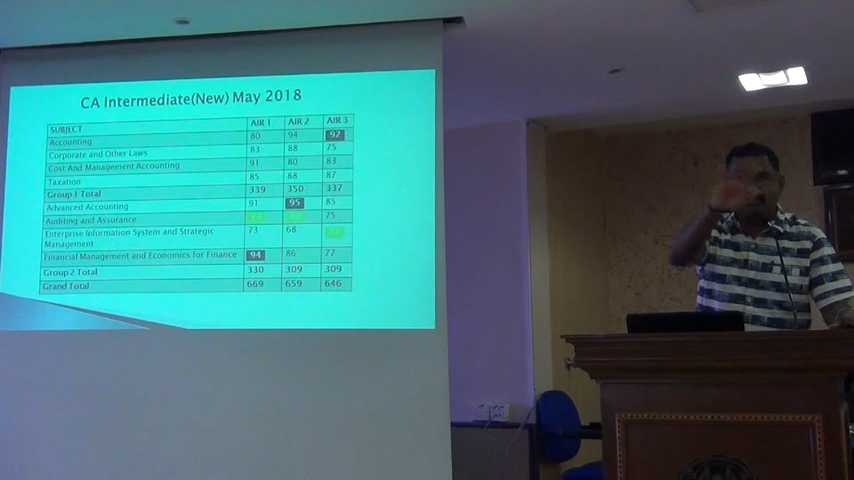 CA Intermediate(New) May 2018
SUBJECT AIR 1 AIR 2 AIR 3
Accounting 80 94 92
Corporate and Other Laws 83 88 75
Cost And Management Accounting 91 80 83
Taxation 85 88 87
Group 1 Total 339 350 337
Advanced Accounting 91 95 85
Auditing and Assurance 75
Enterprise Information System and Strategic 73 68
Management
Financial Management and Economics for Finance 94 86 77
Group 2 Total 330 309 309
Grand Total 669 659 646